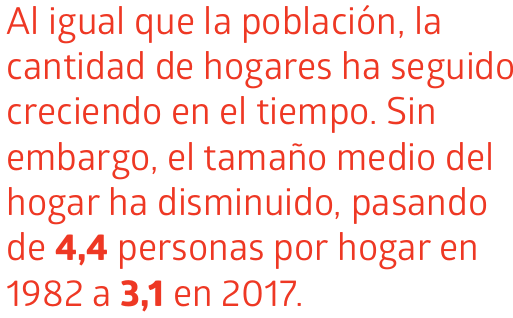 Al igual que la población, la
cantidad de hogares ha seguido
creciendo en el tiempo. Sin
embargo, el tamaño medio del
hogar ha disminuido, pasando
de 4,4 personas por hogar en
1982 a 3,1 en 2017.